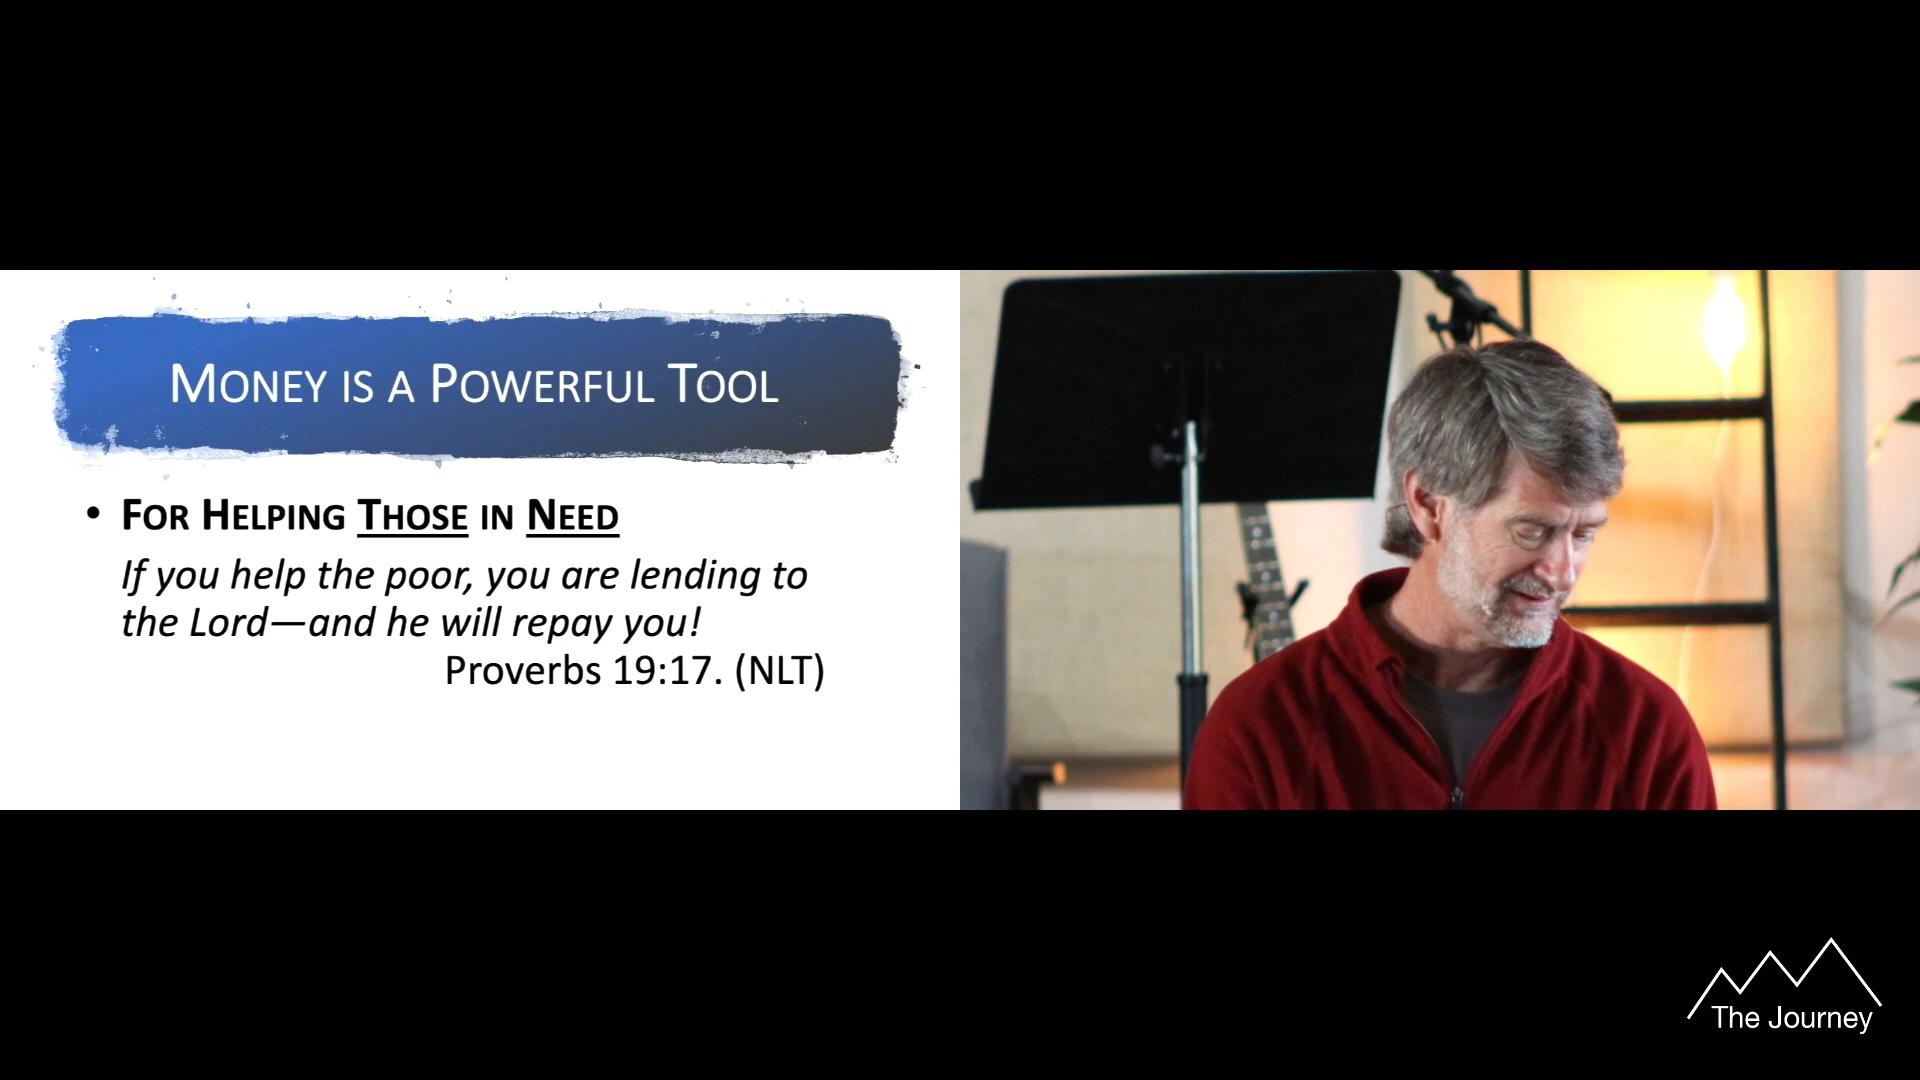 Money is a Powerful Tool
• For Helping Those in Need
If you help the poor, you are lending to
the Lord—and he will repay you!
Proverbs 19:17. (NLT)
The Journey